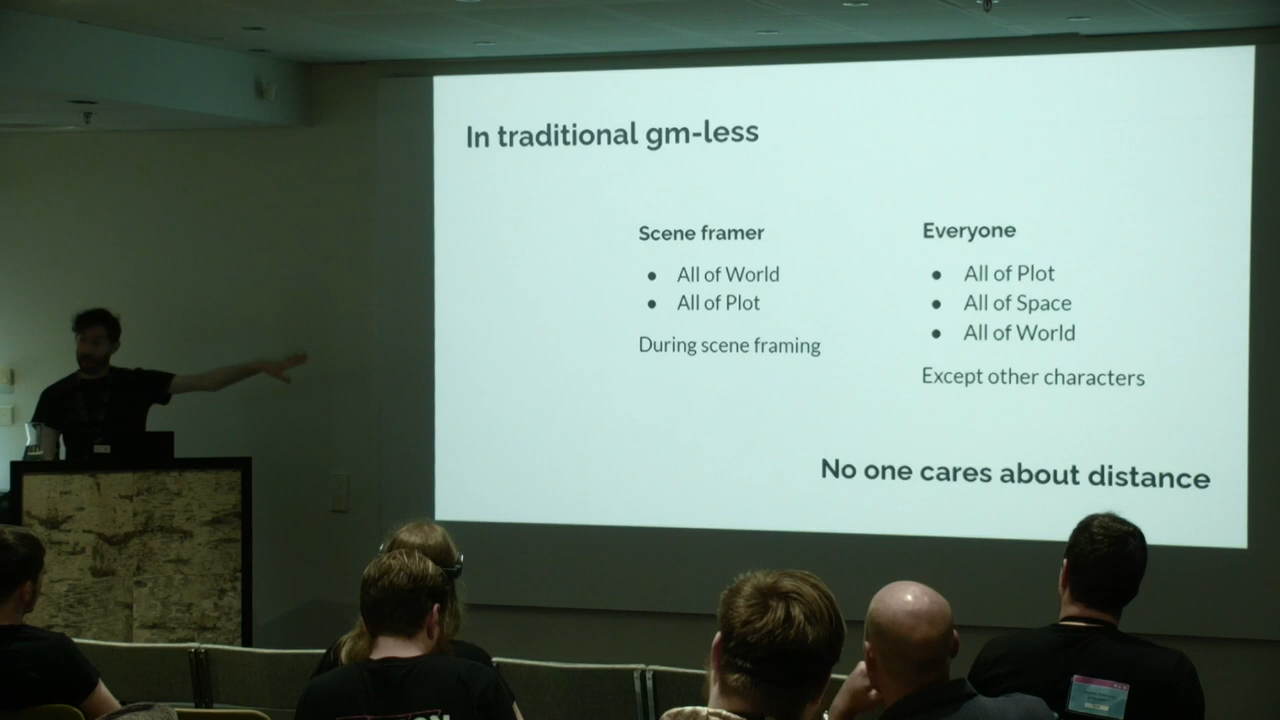 In traditional gm-less
Scene framer
All of World
All of Plot
During scene framing
Everyone
All of Plot
All of Space
All of World
Except other characters
No one cares about distance